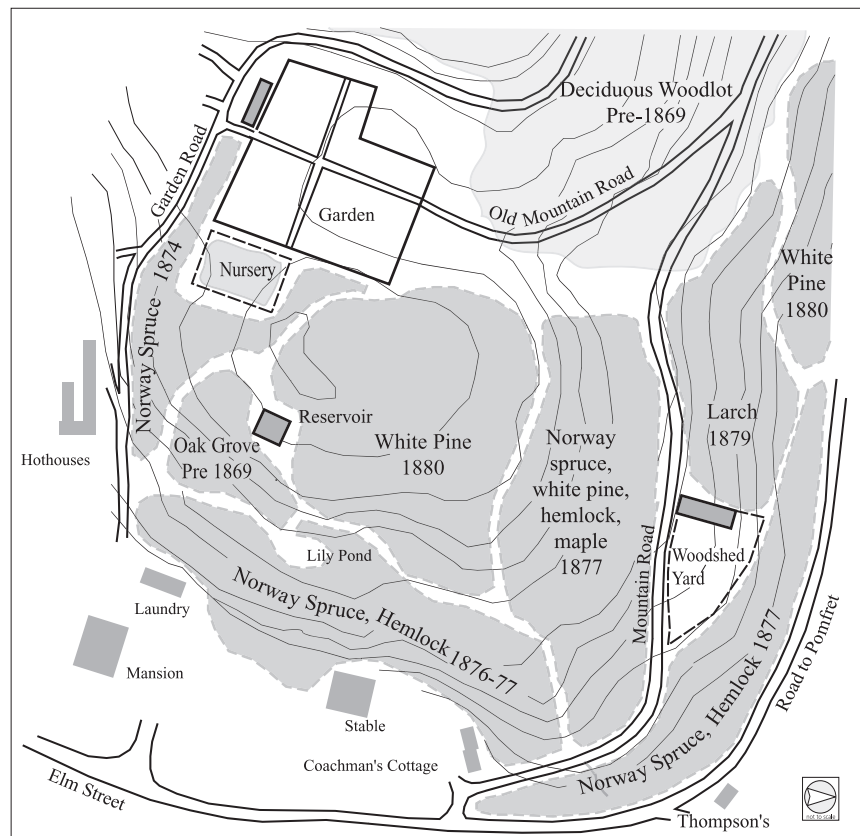 Deciduous Woodlot
Pre-1869
Garden Road
Garden
Old Mountain Road
Nursery
White
Pine
1880
Norway Spruce 1874
Reservoir
Larch
1879
Hothouses
Oak Grove
Pre 1869
White Pine
1880
Norway
spruce,
white pine,
hemlock,
maple
1877
Woodshed
Yard
Lily Pond
Mountain Road
Norway Spruce, Hemlock 1876-77
Laundry
Mansion
Stable
Road to Pomfret
Coachman's Cottage
Norway Spruce, Hemlock 1877
Elm Street
Thompson's
not to scale